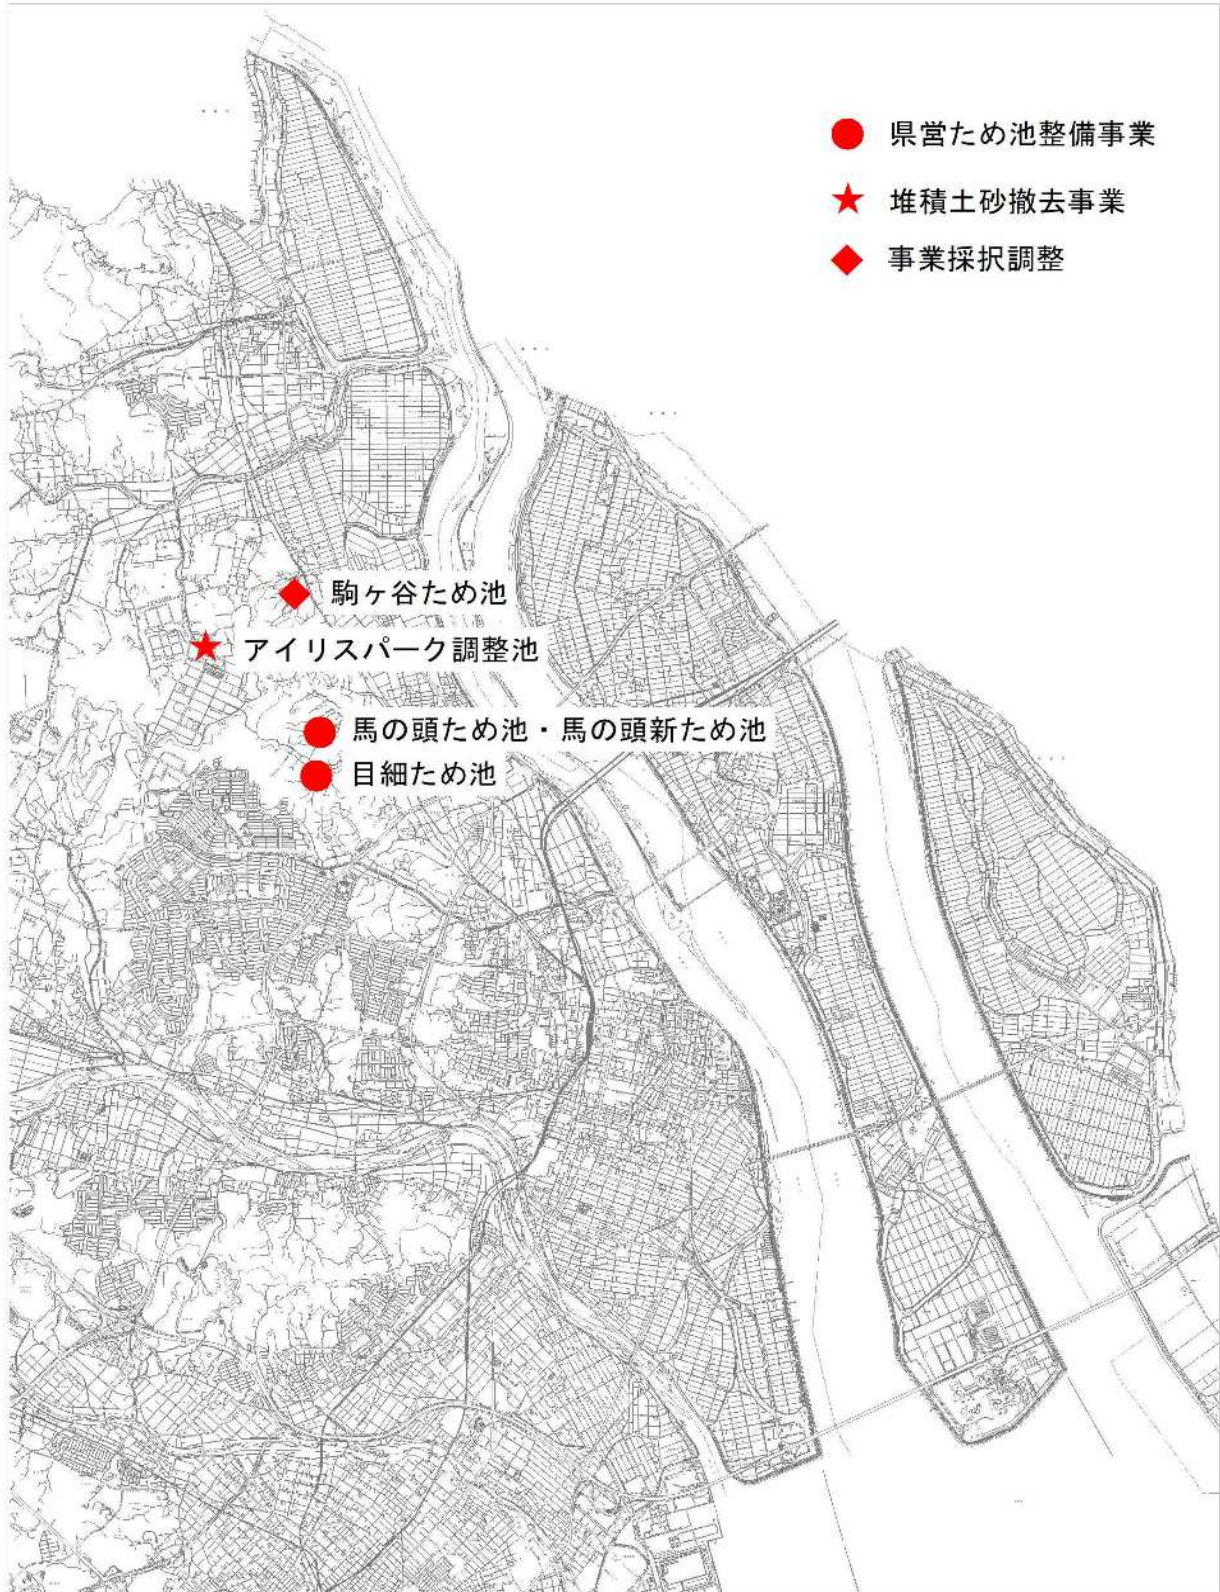 県営ため池整備事業
堆積土砂撤去事業
事業採択調整
駒ヶ谷ため池
アイリスパーク調整池
馬の頭ため池・馬の頭新ため池
目細ため池